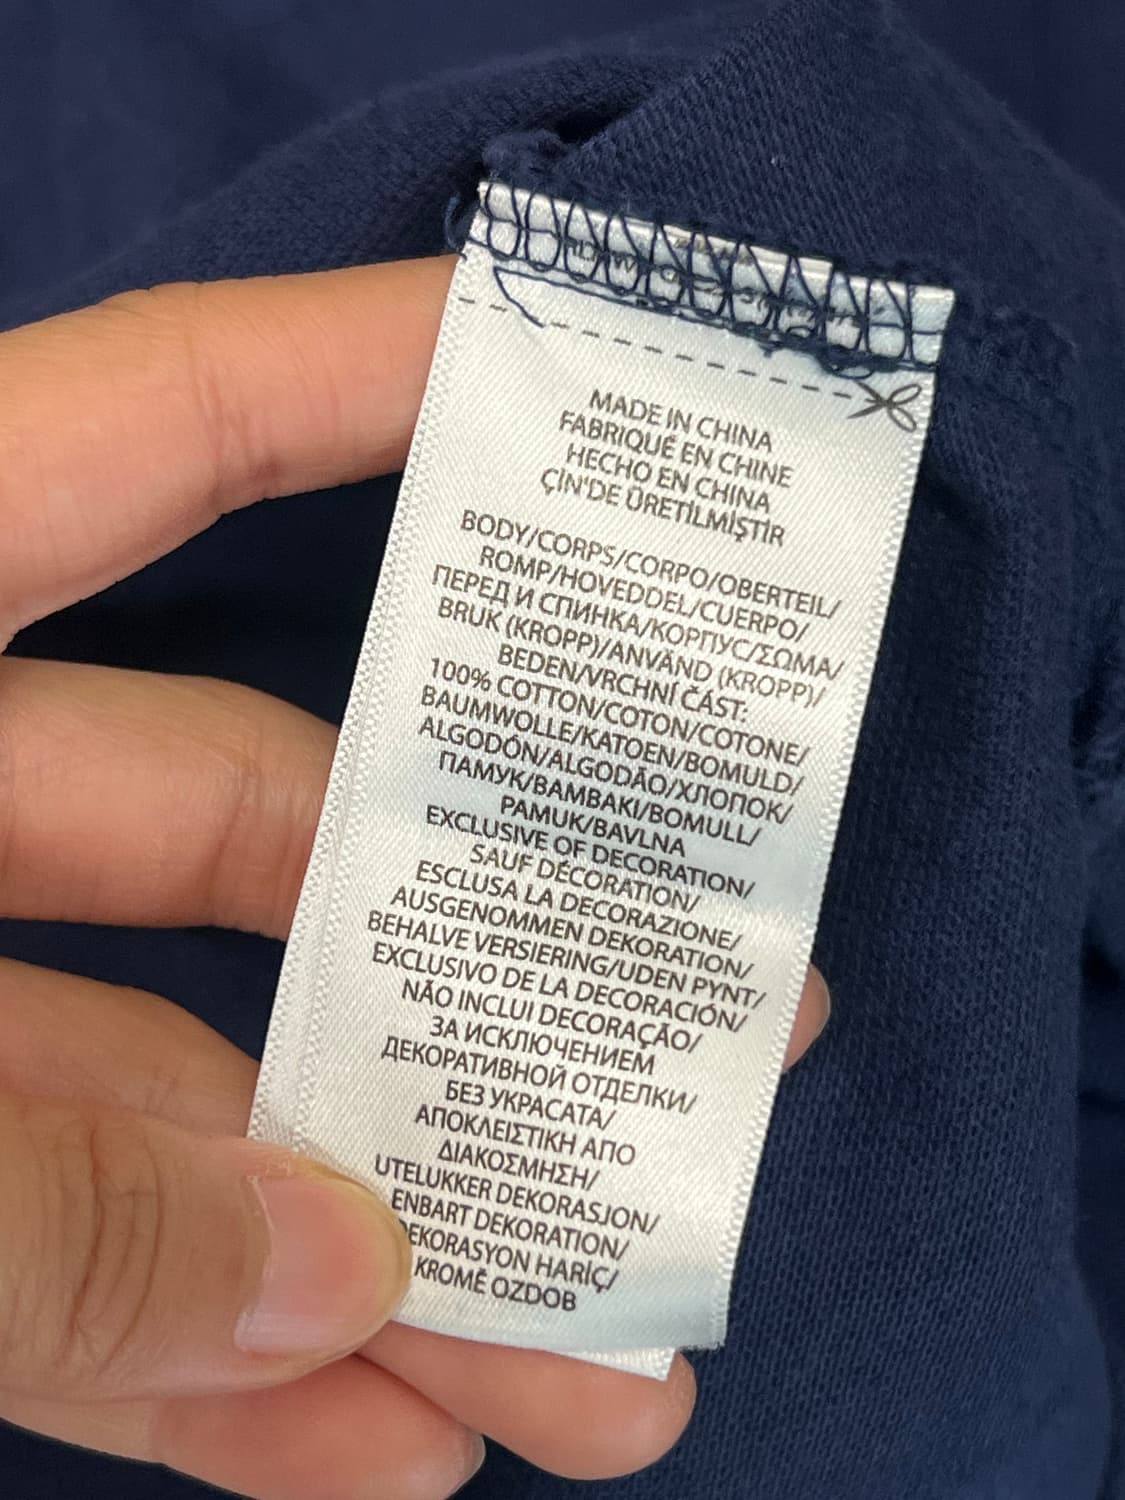 MADE IN CHINA
FABRIQUÉ EN CHINE
HECHO EN CHINA
ÇİN'DE ÜRETİLMİŞTİR
BODY/CORPS/CORPO/OBERTEIL/
ROMP/HOVEDDEL/CUERPO/
ПЕРЕД И СПИНКА/КОРПУС/ΣΩΜΑ/
BRUK (KROPP)/ANVÄND (KROPP)/
BEDEN/VRCHNÍ ČÁST:
100% COTTON/COTON/COTONE/
BAUMWOLLE/KATOEN/BOMULD/
ALGODÓN/ALGODÃO/ХЛОПОК/
ПАМУК/BAMBAKI/BOMULL/
PAMUK/BAVLNA
EXCLUSIVE OF DECORATION/
SAUF DÉCORATION/
ESCLUSA LA DECORAZIONE/
AUSGENOMMEN DEKORATION/
BEHALVE VERSIERING/UDEN PYNT/
EXCLUSIVO DE LA DECORACIÓN/
NÃO INCLUI DECORAÇÃO/
ЗА ИСКЛЮЧЕНИЕМ
ДЕКОРАТИВНОЙ ОТДЕЛКИ/
БЕЗ УКРАСАТА/
ΑΠΟΚΛΕΙΣΤΙΚΗ ΑΠΟ
ΔΙΑΚΟΣΜΗΣΗ/
UTELUKKER DEKORASJON/
ENBART DEKORATION/
EKORASYON HARİÇ/
KROMĚ OZDOB